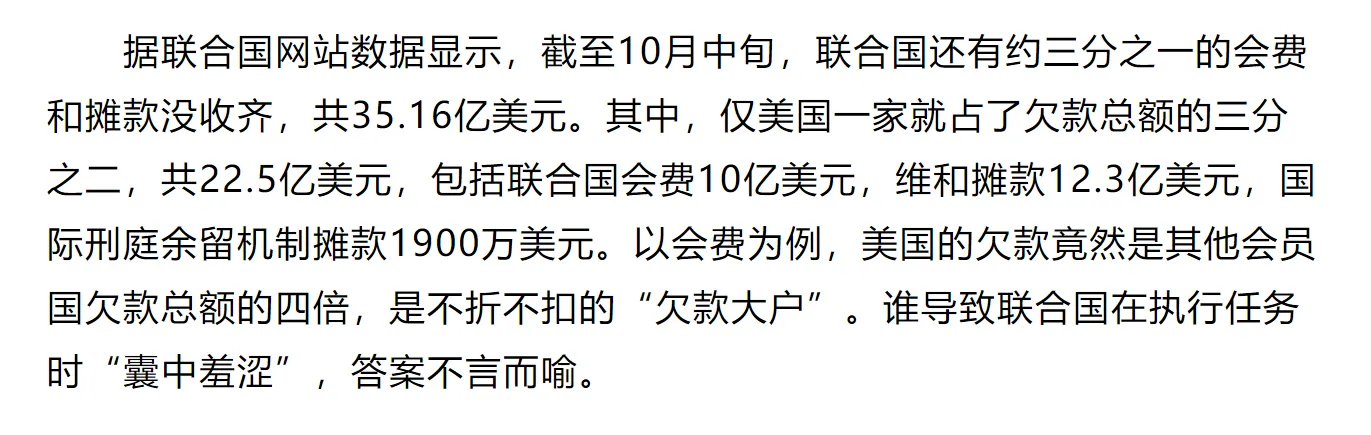 据联合国网站数据显示，截至10月中旬，联合国还有约三分之一的会费
和摊款没收齐，共35.16亿美元。其中，仅美国一家就占了欠款总额的三分
之二，共22.5亿美元，包括联合国会费10亿美元，维和摊款12.3亿美元，国
际刑庭余留机制摊款1900万美元。以会费为例，美国的欠款竟然是其他会员
国欠款总额的四倍，是不折不扣的“欠款大户”。谁导致联合国在执行任务
时“囊中羞涩”，答案不言而喻。